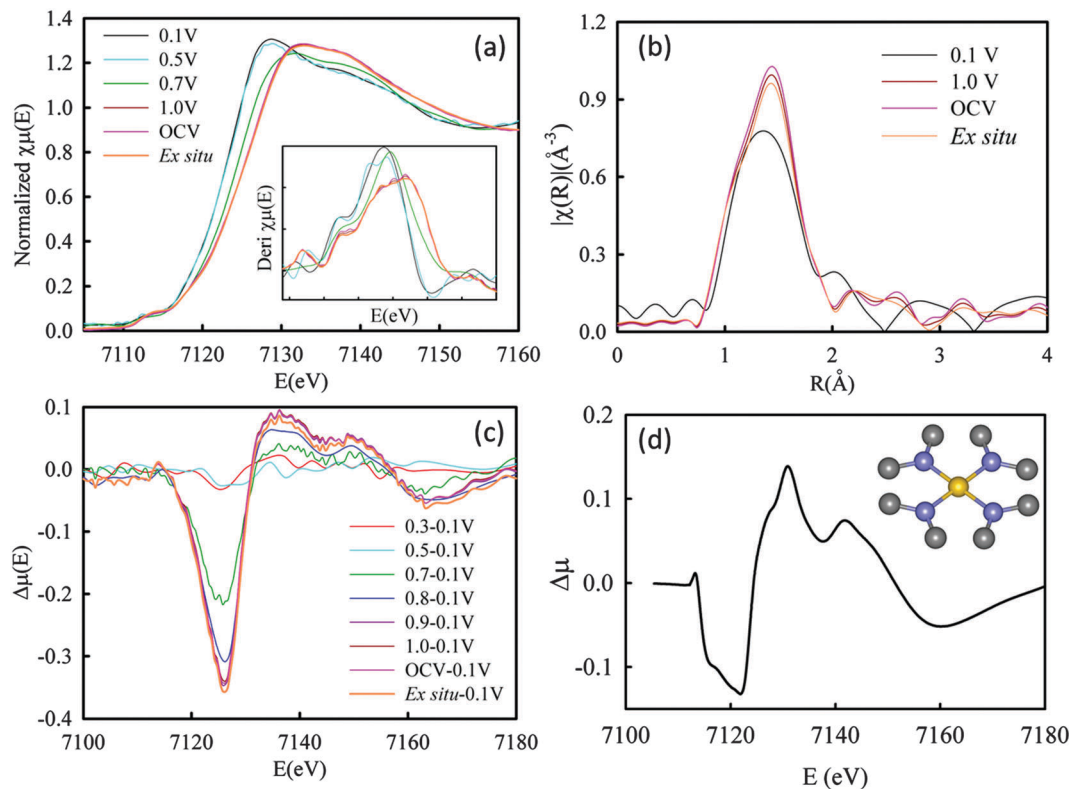 (a)
Normalized χμ(E)
1.4
1.2
1.0
0.8
0.6
0.4
0.2
0.0
0.1V
0.5V
0.7V
1.0V
OCV
Ex situ
Deri χμ(E)
E(eV)
7110
7120
7130
7140
7150
7160
E(eV)
(b)
|χ(R)|(Å-3)
1.2
0.9
0.6
0.3
0.0
0.1 V
1.0 V
OCV
Ex situ
0
1
2
3
4
R(Å)
(c)
Δμ(E)
0.1
0.0
-0.1
-0.2
-0.3
-0.4
0.3-0.1V
0.5-0.1V
0.7-0.1V
0.8-0.1V
0.9-0.1V
1.0-0.1V
OCV-0.1V
Ex situ-0.1V
7100
7120
7140
7160
7180
E(eV)
(d)
Δμ
0.2
0.1
0.0
-0.1
7100
7120
7140
7160
7180
E (eV)